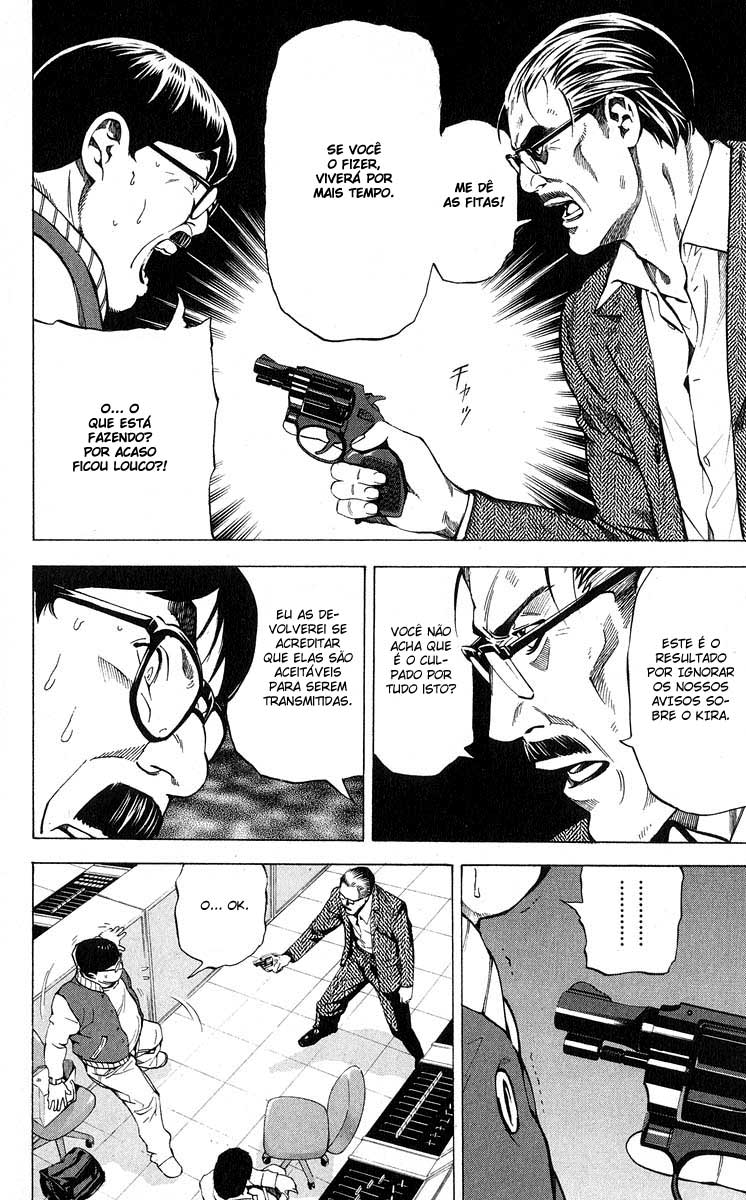 ME DÊ
AS FITAS!
SE VOCÊ
O FIZER,
VIVERÁ POR
MAIS TEMPO.
チャッ
O... O
QUE ESTÁ
FAZENDO?
POR ACASO
FICOU LOUCO?!
ESTE É O
RESULTADO
POR IGNORAR
OS NOSSOS
AVISOS SO-
BRE O KIRA.
VOCÊ NÃO
ACHA QUE
É O CUL-
PADO POR
TUDO ISTO?
EU AS DE-
VOLVEREI SE
ACREDITAR
QUE ELAS SÃO
ACEITÁVEIS
PARA SEREM
TRANSMITIDAS.
O... OK.